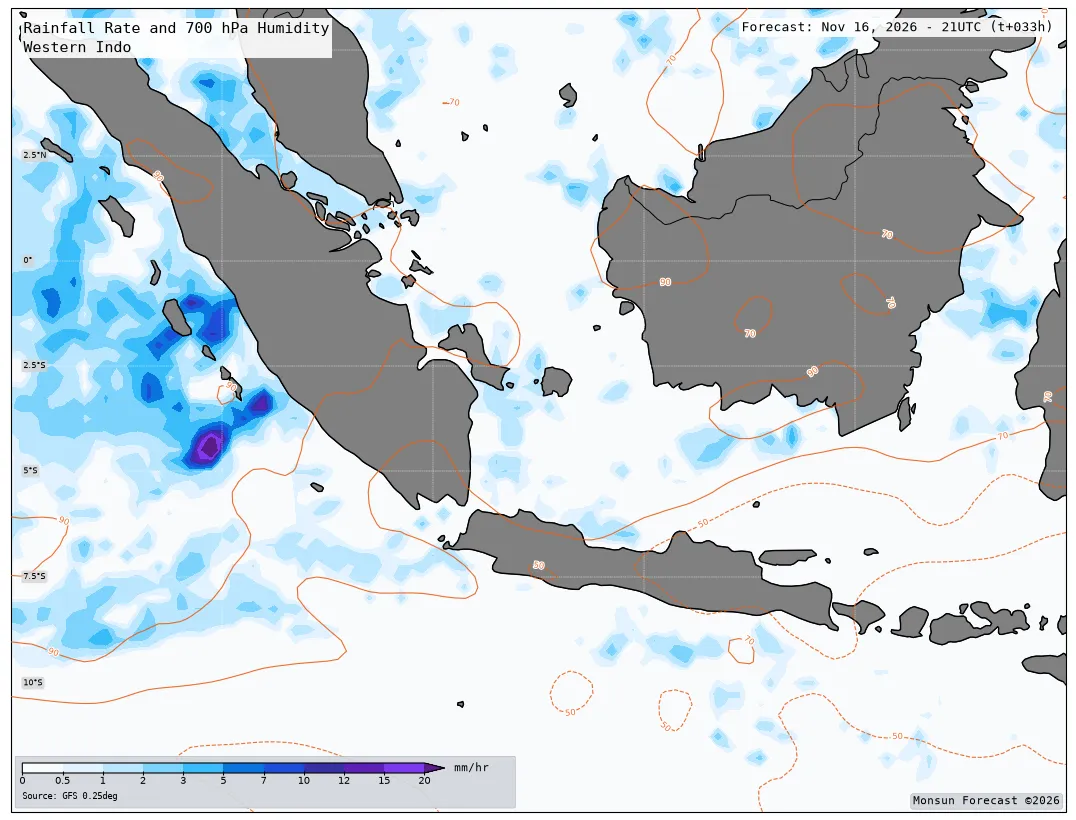 Rainfall Rate and 700 hPa Humidity
Western Indo
Forecast: Nov 16, 2026 - 21UTC (t+033h)
70
70
2.5°N
90
70
0°
90
70
70
2.5°S
90
90
70
70
5°S
90
50
50
7.5°S
70
90
10°S
50
50
50
mm/hr
0 0.5 1 2 3 5 7 10 12 15 20
Source: GFS 0.25deg
Monsun Forecast ©2026